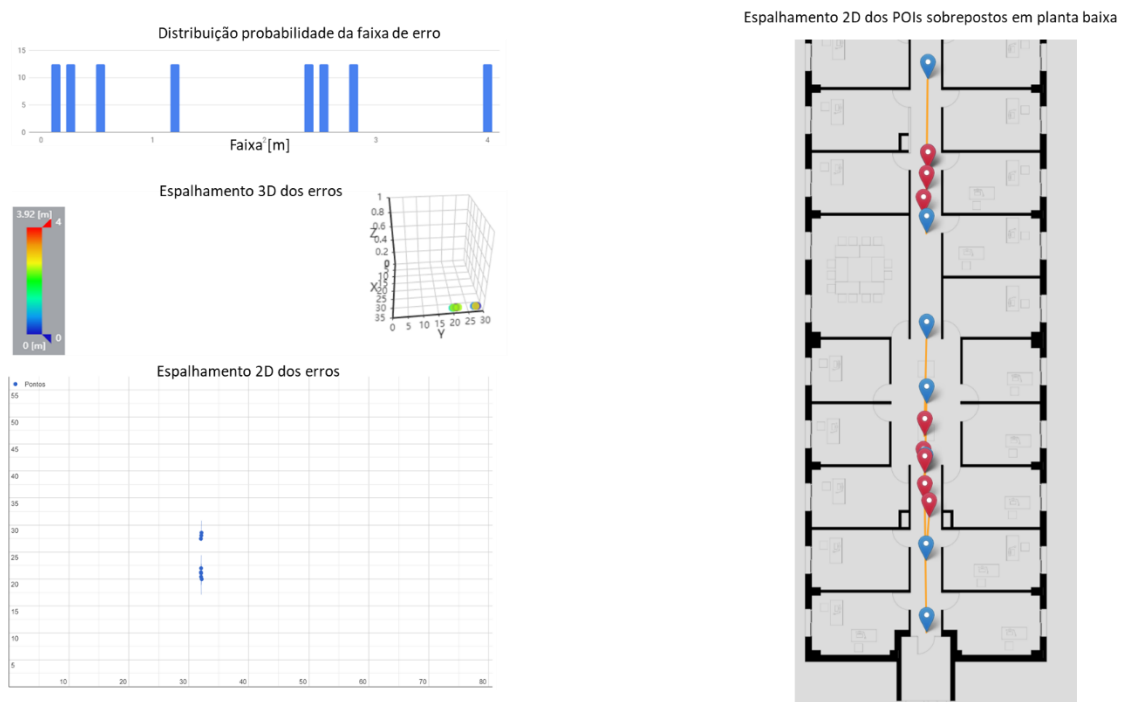 Espalhamento 2D dos POIs sobrepostos em planta baixa
Distribuição probabilidade da faixa de erro
15
10
5
0
0 1 2 3 4
Faixa [m]
Espalhamento 3D dos erros
3.92 [m]
4
0
0 [m]
1
0.8
0.6
0.4
0.2
0
Z
10
15
20
25
30
35
X
0 5 10 15 20 25 30
Y
Espalhamento 2D dos erros
Pontos
55
50
45
40
35
30
25
20
15
10
5
10 20 30 40 50 60 70 80